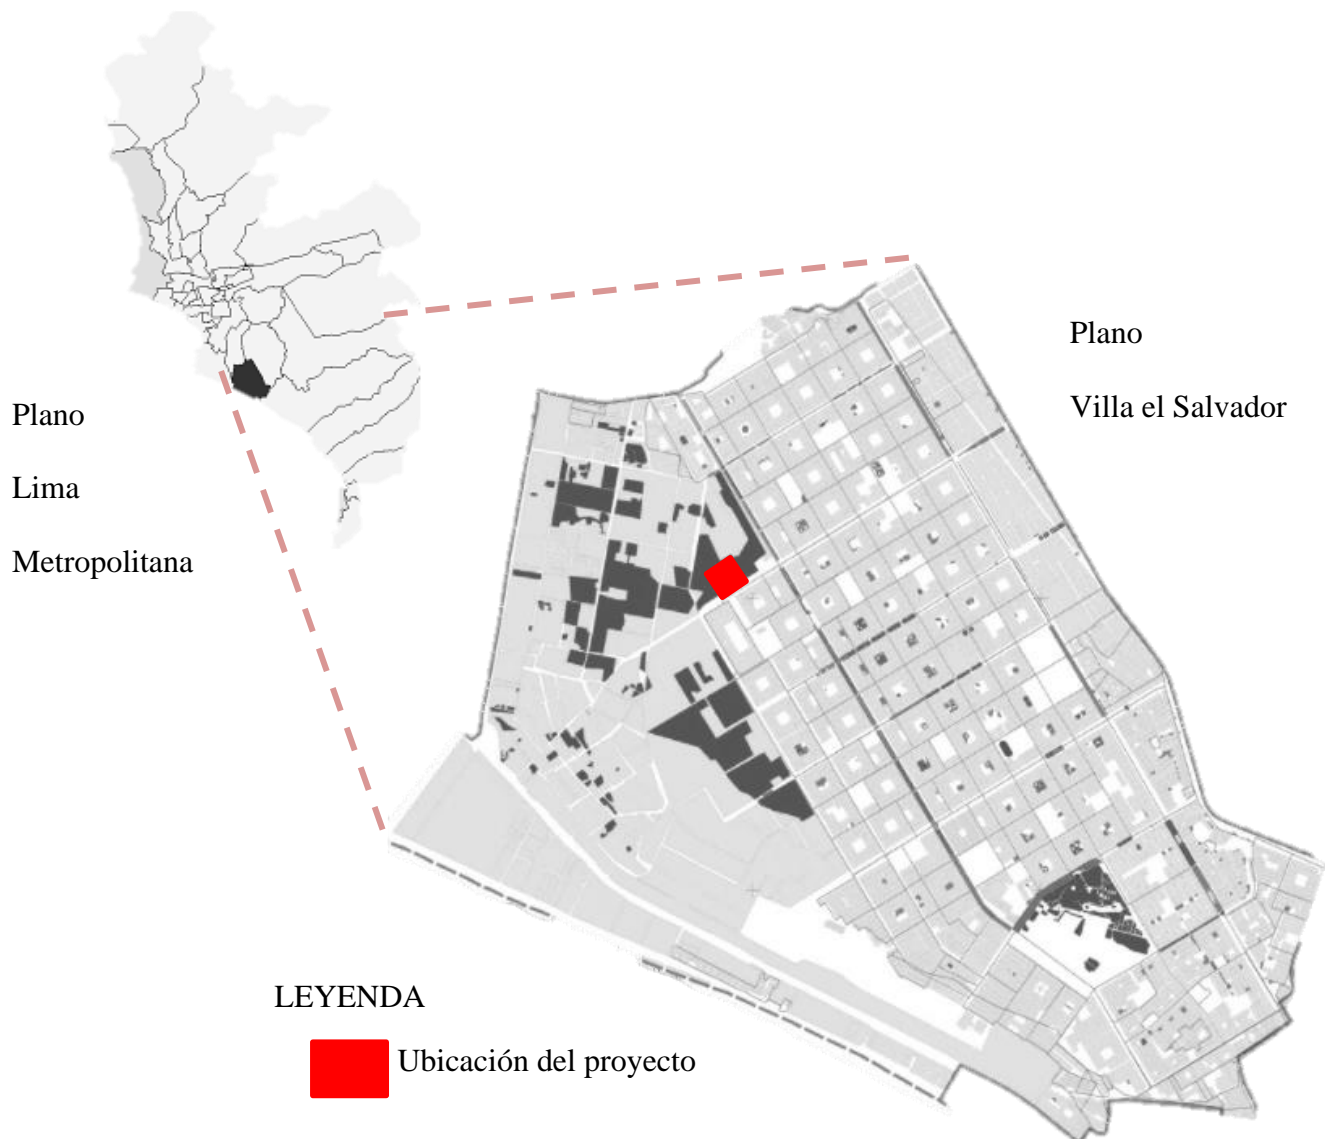 Plano
Lima
Metropolitana
Plano
Villa el Salvador
LEYENDA
Ubicación del proyecto